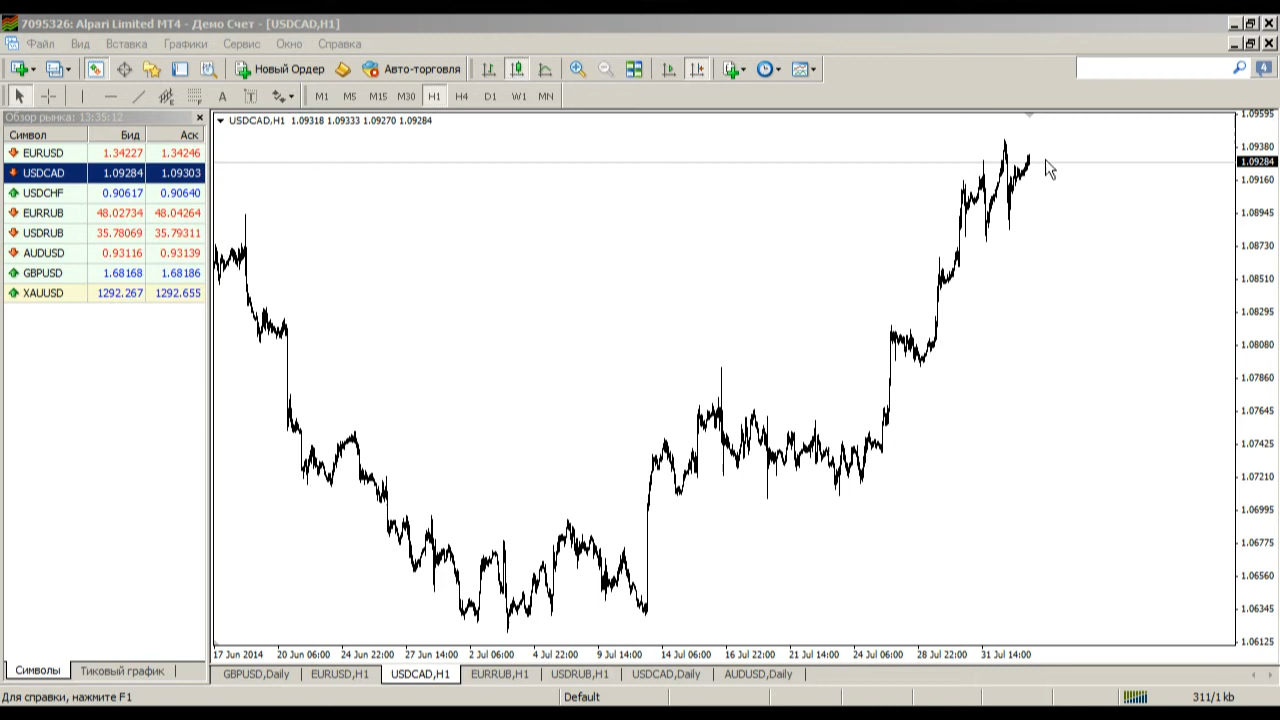 7095326: Alpari Limited MT4 - Демо Счет - [USDCAD,H1]
Файл Вид Вставка Графики Сервис Окно Справка
Новый Ордер Авто-торговля 4
A T M1 M5 M15 M30 H1 H4 D1 W1 MN
Обзор рынка: 13:35:12
Символ Бид Аск
EURUSD 1.34227 1.34246
USDCAD 1.09284 1.09303
USDCHF 0.90617 0.90640
EURRUB 48.02734 48.04264
USDRUB 35.78069 35.79311
AUDUSD 0.93116 0.93139
GBPUSD 1.68168 1.68186
XAUUSD 1292.267 1292.655
Символы Тиковый график
USDCAD,H1 1.09318 1.09333 1.09270 1.09284
1.09595
1.09380
1.09284
1.09160
1.08945
1.08730
1.08510
1.08295
1.08080
1.07860
1.07645
1.07425
1.07210
1.06995
1.06775
1.06560
1.06345
1.06125
17 Jun 2014 20 Jun 06:00 24 Jun 22:00 27 Jun 14:00 2 Jul 06:00 4 Jul 22:00 9 Jul 14:00 14 Jul 06:00 16 Jul 22:00 21 Jul 14:00 24 Jul 06:00 28 Jul 22:00 31 Jul 14:00
GBPUSD,Daily EURUSD,H1 USDCAD,H1 EURRUB,H1 USDRUB,H1 USDCAD,Daily AUDUSD,Daily
Для справки, нажмите F1 Default 311/1 kb